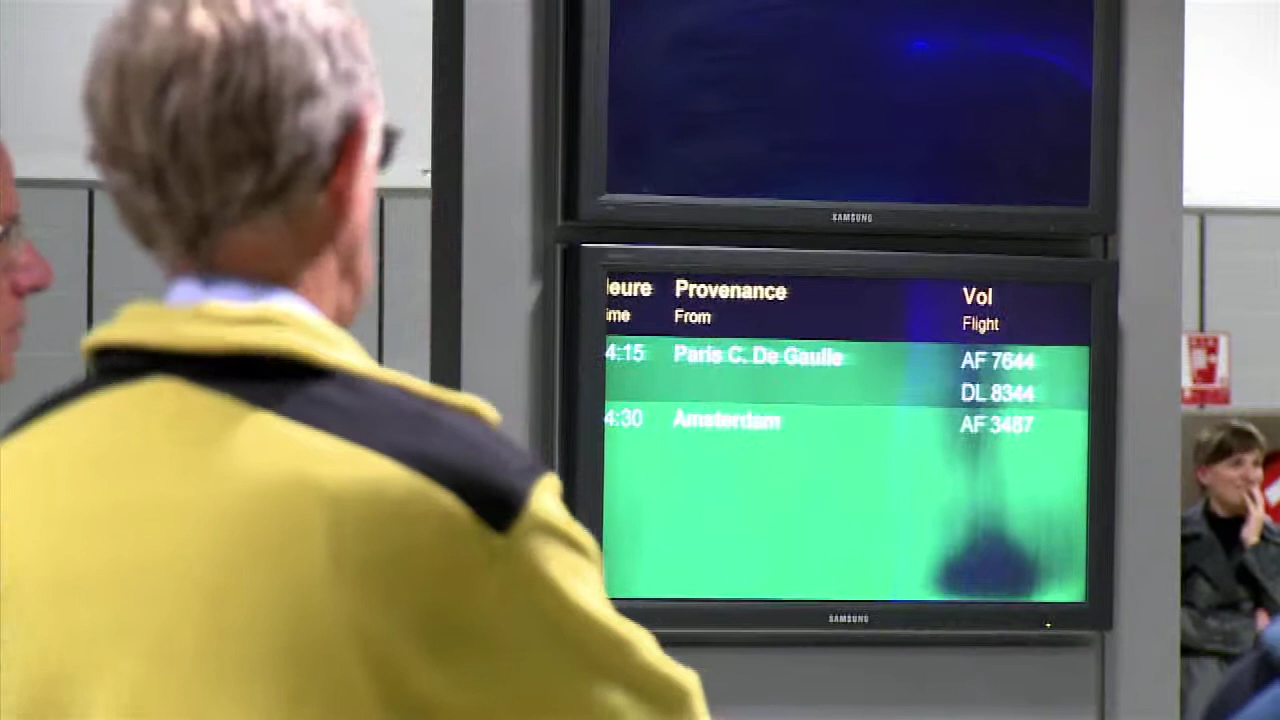 SAMSUNG
eure Provenance Vol
ime From Flight
4:15 Paris C. De Gaulle AF 7644
DL 8344
4:30 Amsterdam AF 3487
SAMSUNG